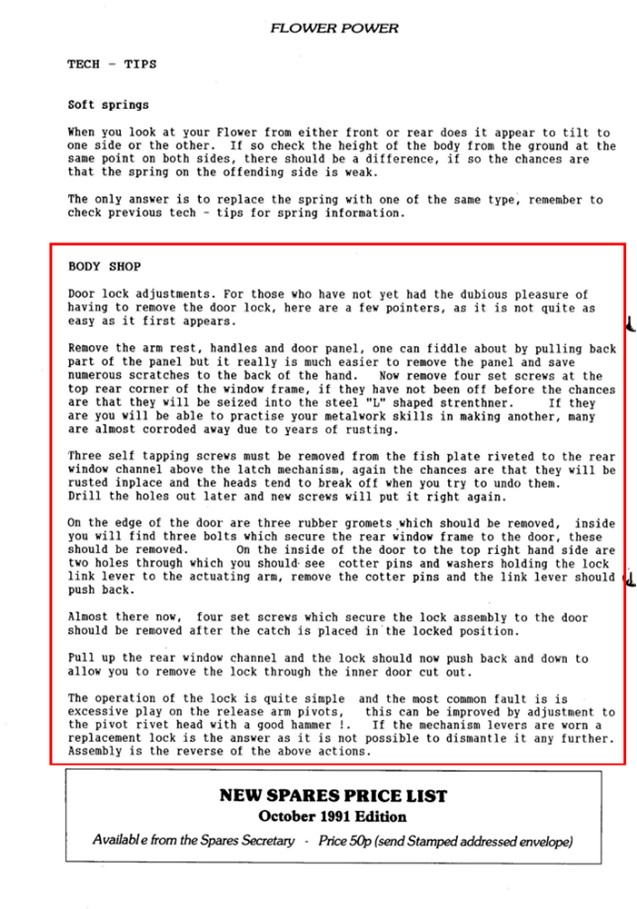 FLOWER POWER
TECH - TIPS
Soft springs
When you look at your Flower from either front or rear does it appear to tilt to
one side or the other. If so check the height of the body from the ground at the
same point on both sides, there should be a difference, if so the chances are
that the spring on the offending side is weak.
The only answer is to replace the spring with one of the same type, remember to
check previous tech - tips for spring information.
BODY SHOP
Door lock adjustments. For those who have not yet had the dubious pleasure of
having to remove the door lock, here are a few pointers, as it is not quite as
easy as it first appears.
Remove the arm rest, handles and door panel, one can fiddle about by pulling back
part of the panel but it really is much easier to remove the panel and save
numerous scratches to the back of the hand. Now remove four set screws at the
top rear corner of the window frame, if they have not been off before the chances
are that they will be seized into the steel "L" shaped strenthner. If they
are you will be able to practise your metalwork skills in making another, many
are almost corroded away due to years of rusting.
Three self tapping screws must be removed from the fish plate riveted to the rear
window channel above the latch mechanism, again the chances are that they will be
rusted inplace and the heads tend to break off when you try to undo them.
Drill the holes out later and new screws will put it right again.
On the edge of the door are three rubber gromets which should be removed, inside
you will find three bolts which secure the rear window frame to the door, these
should be removed. On the inside of the door to the top right hand side are
two holes through which you should see cotter pins and washers holding the lock
link lever to the actuating arm, remove the cotter pins and the link lever should
push back.
Almost there now, four set screws which secure the lock assembly to the door
should be removed after the catch is placed in the locked position.
Pull up the rear window channel and the lock should now push back and down to
allow you to remove the lock through the inner door cut out.
The operation of the lock is quite simple and the most common fault is is
excessive play on the release arm pivots, this can be improved by adjustment to
the pivot rivet head with a good hammer !. If the mechanism levers are worn a
replacement lock is the answer as it is not possible to dismantle it any further.
Assembly is the reverse of the above actions.
NEW SPARES PRICE LIST
October 1991 Edition
Available from the Spares Secretary - Price 50p (send Stamped addressed envelope)